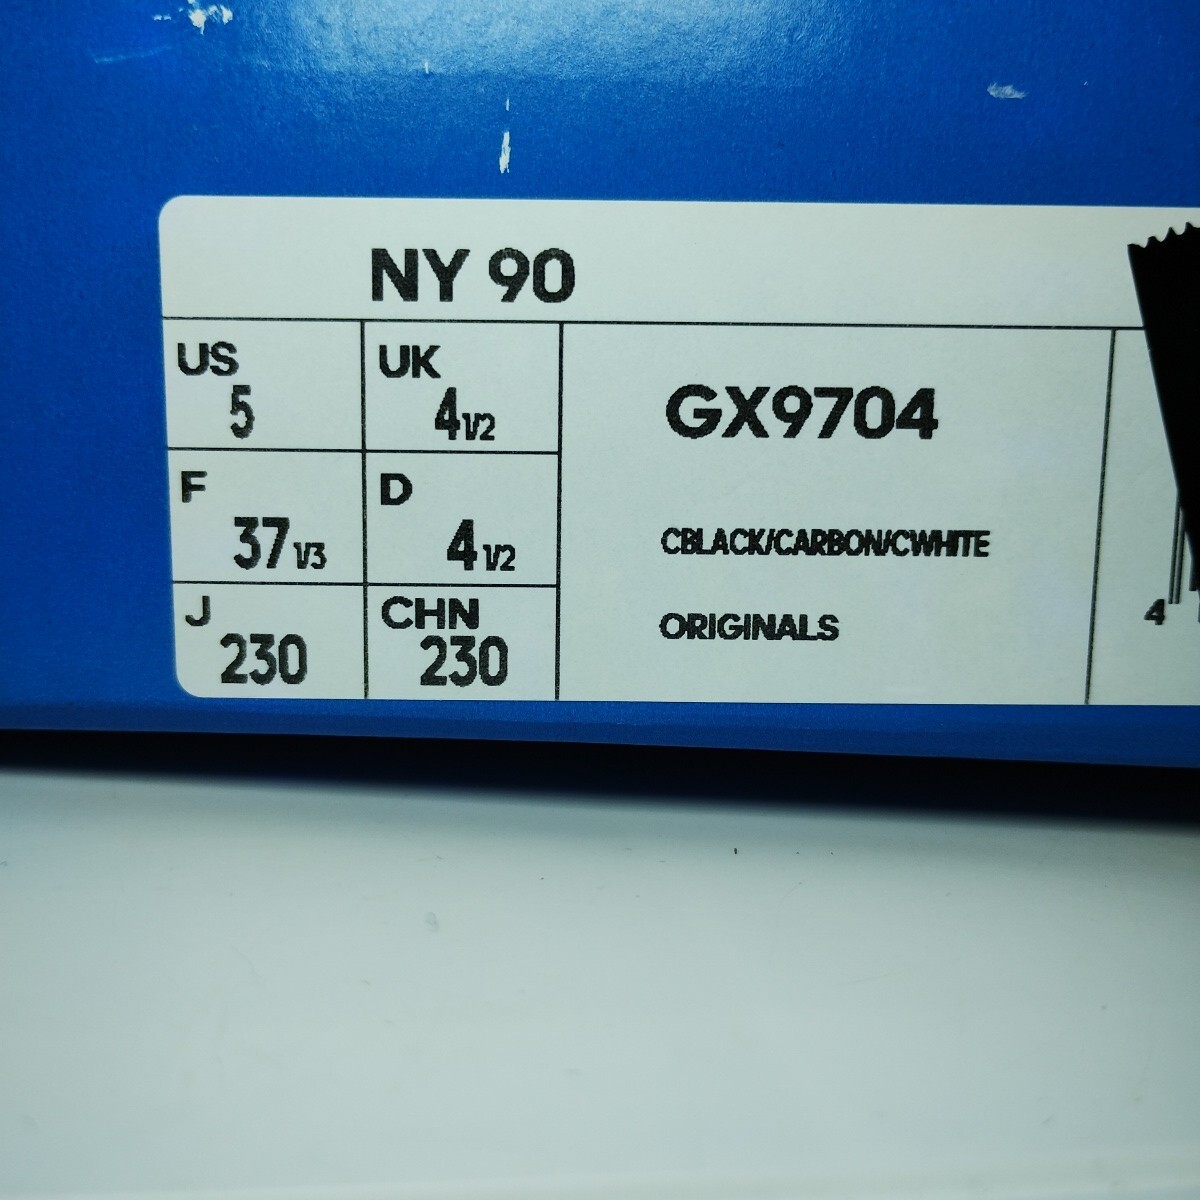 NY 90
US
5
UK
4 1/2
F
37 1/3
D
4 1/2
J
230
CHN
230
GX9704
CBLACK/CARBON/CWHITE
ORIGINALS
4